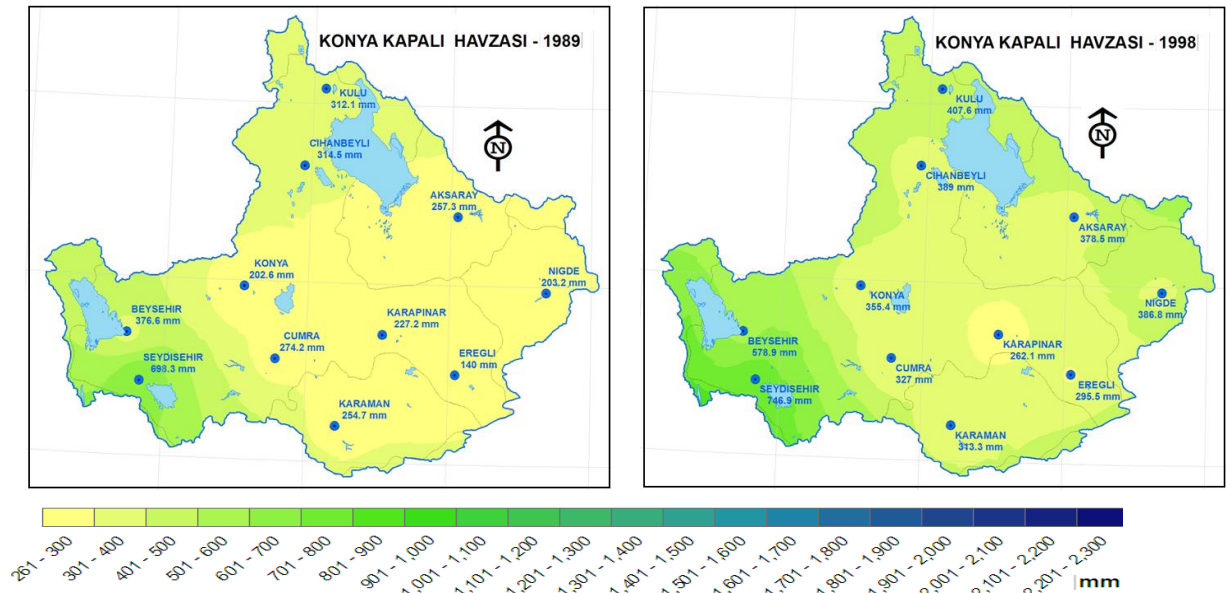 KONYA KAPALI HAVZASI - 1989
KULU
312.1 mm
CIHANBEYLI
314.5 mm
AKSARAY
257.3 mm
KONYA
202.6 mm
NIGDE
203.2 mm
BEYSEHIR
376.6 mm
KARAPINAR
227.2 mm
CUMRA
274.2 mm
SEYDISEHIR
698.3 mm
EREGLI
140 mm
KARAMAN
254.7 mm
N
KONYA KAPALI HAVZASI - 1998
KULU
407.6 mm
CIHANBEYLI
389 mm
AKSARAY
378.5 mm
KONYA
355.4 mm
NIGDE
386.8 mm
BEYSEHIR
578.9 mm
KARAPINAR
262.1 mm
CUMRA
327 mm
SEYDISEHIR
746.9 mm
EREGLI
295.5 mm
KARAMAN
313.3 mm
N
261 - 300
301 - 400
401 - 500
501 - 600
601 - 700
701 - 800
801 - 900
901 - 1,000
1,001 - 1,100
1,101 - 1,200
1,201 - 1,300
1,301 - 1,400
1,401 - 1,500
1,501 - 1,600
1,601 - 1,700
1,701 - 1,800
1,801 - 1,900
1,901 - 2,000
2,001 - 2,100
2,101 - 2,200
2,201 - 2,300
mm